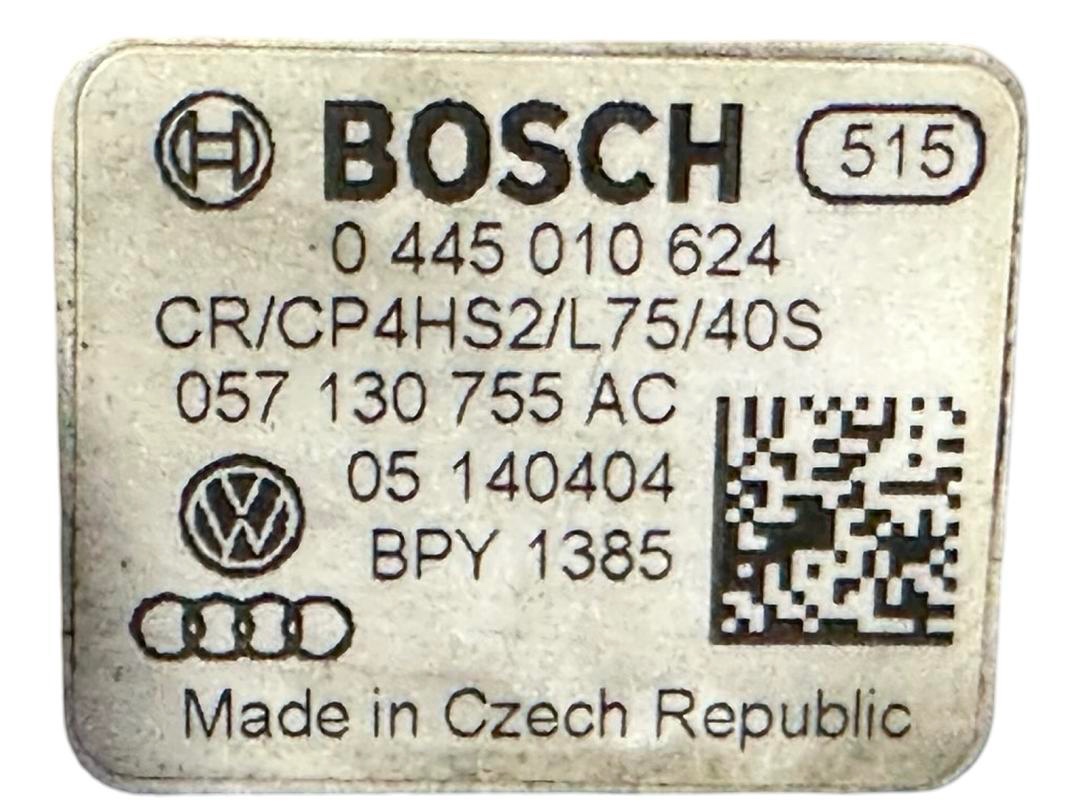 BOSCH 515
0 445 010 624
CR/CP4HS2/L75/40S
057 130 755 AC
05 140404
BPY 1385
Made in Czech Republic